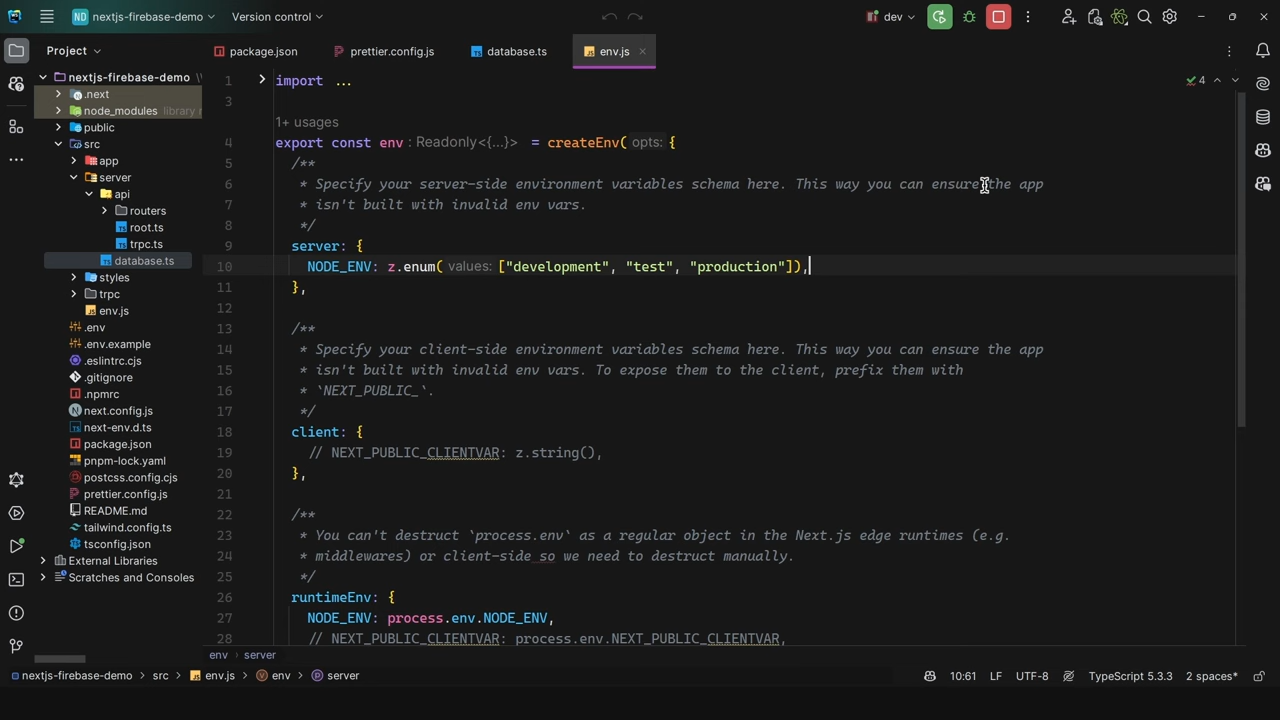 ND nextjs-firebase-demo Version control dev
Project package.json prettier.config.js database.ts env.js
nextjs-firebase-demo
.next
node_modules library r
public
src
app
server
api
routers
root.ts
trpc.ts
database.ts
styles
trpc
env.js
.env
.env.example
.eslintrc.cjs
.gitignore
.npmrc
next.config.js
next-env.d.ts
package.json
pnpm-lock.yaml
postcss.config.cjs
prettier.config.js
README.md
tailwind.config.ts
tsconfig.json
External Libraries
Scratches and Consoles
1 import ... 4
3
1+ usages
4 export const env : Readonly<{...}> = createEnv( opts: {
5 /**
6 * Specify your server-side environment variables schema here. This way you can ensure the app
7 * isn't built with invalid env vars.
8 */
9 server: {
10 NODE_ENV: z.enum( values: ["development", "test", "production"]),
11 },
12
13 /**
14 * Specify your client-side environment variables schema here. This way you can ensure the app
15 * isn't built with invalid env vars. To expose them to the client, prefix them with
16 * `NEXT_PUBLIC_`.
17 */
18 client: {
19 // NEXT_PUBLIC_CLIENTVAR: z.string(),
20 },
21
22 /**
23 * You can't destruct `process.env` as a regular object in the Next.js edge runtimes (e.g.
24 * middlewares) or client-side so we need to destruct manually.
25 */
26 runtimeEnv: {
27 NODE_ENV: process.env.NODE_ENV,
28 // NEXT_PUBLIC_CLIENTVAR: process.env.NEXT_PUBLIC_CLIENTVAR,
env › server
nextjs-firebase-demo › src › env.js › env › server 10:61 LF UTF-8 TypeScript 5.3.3 2 spaces*